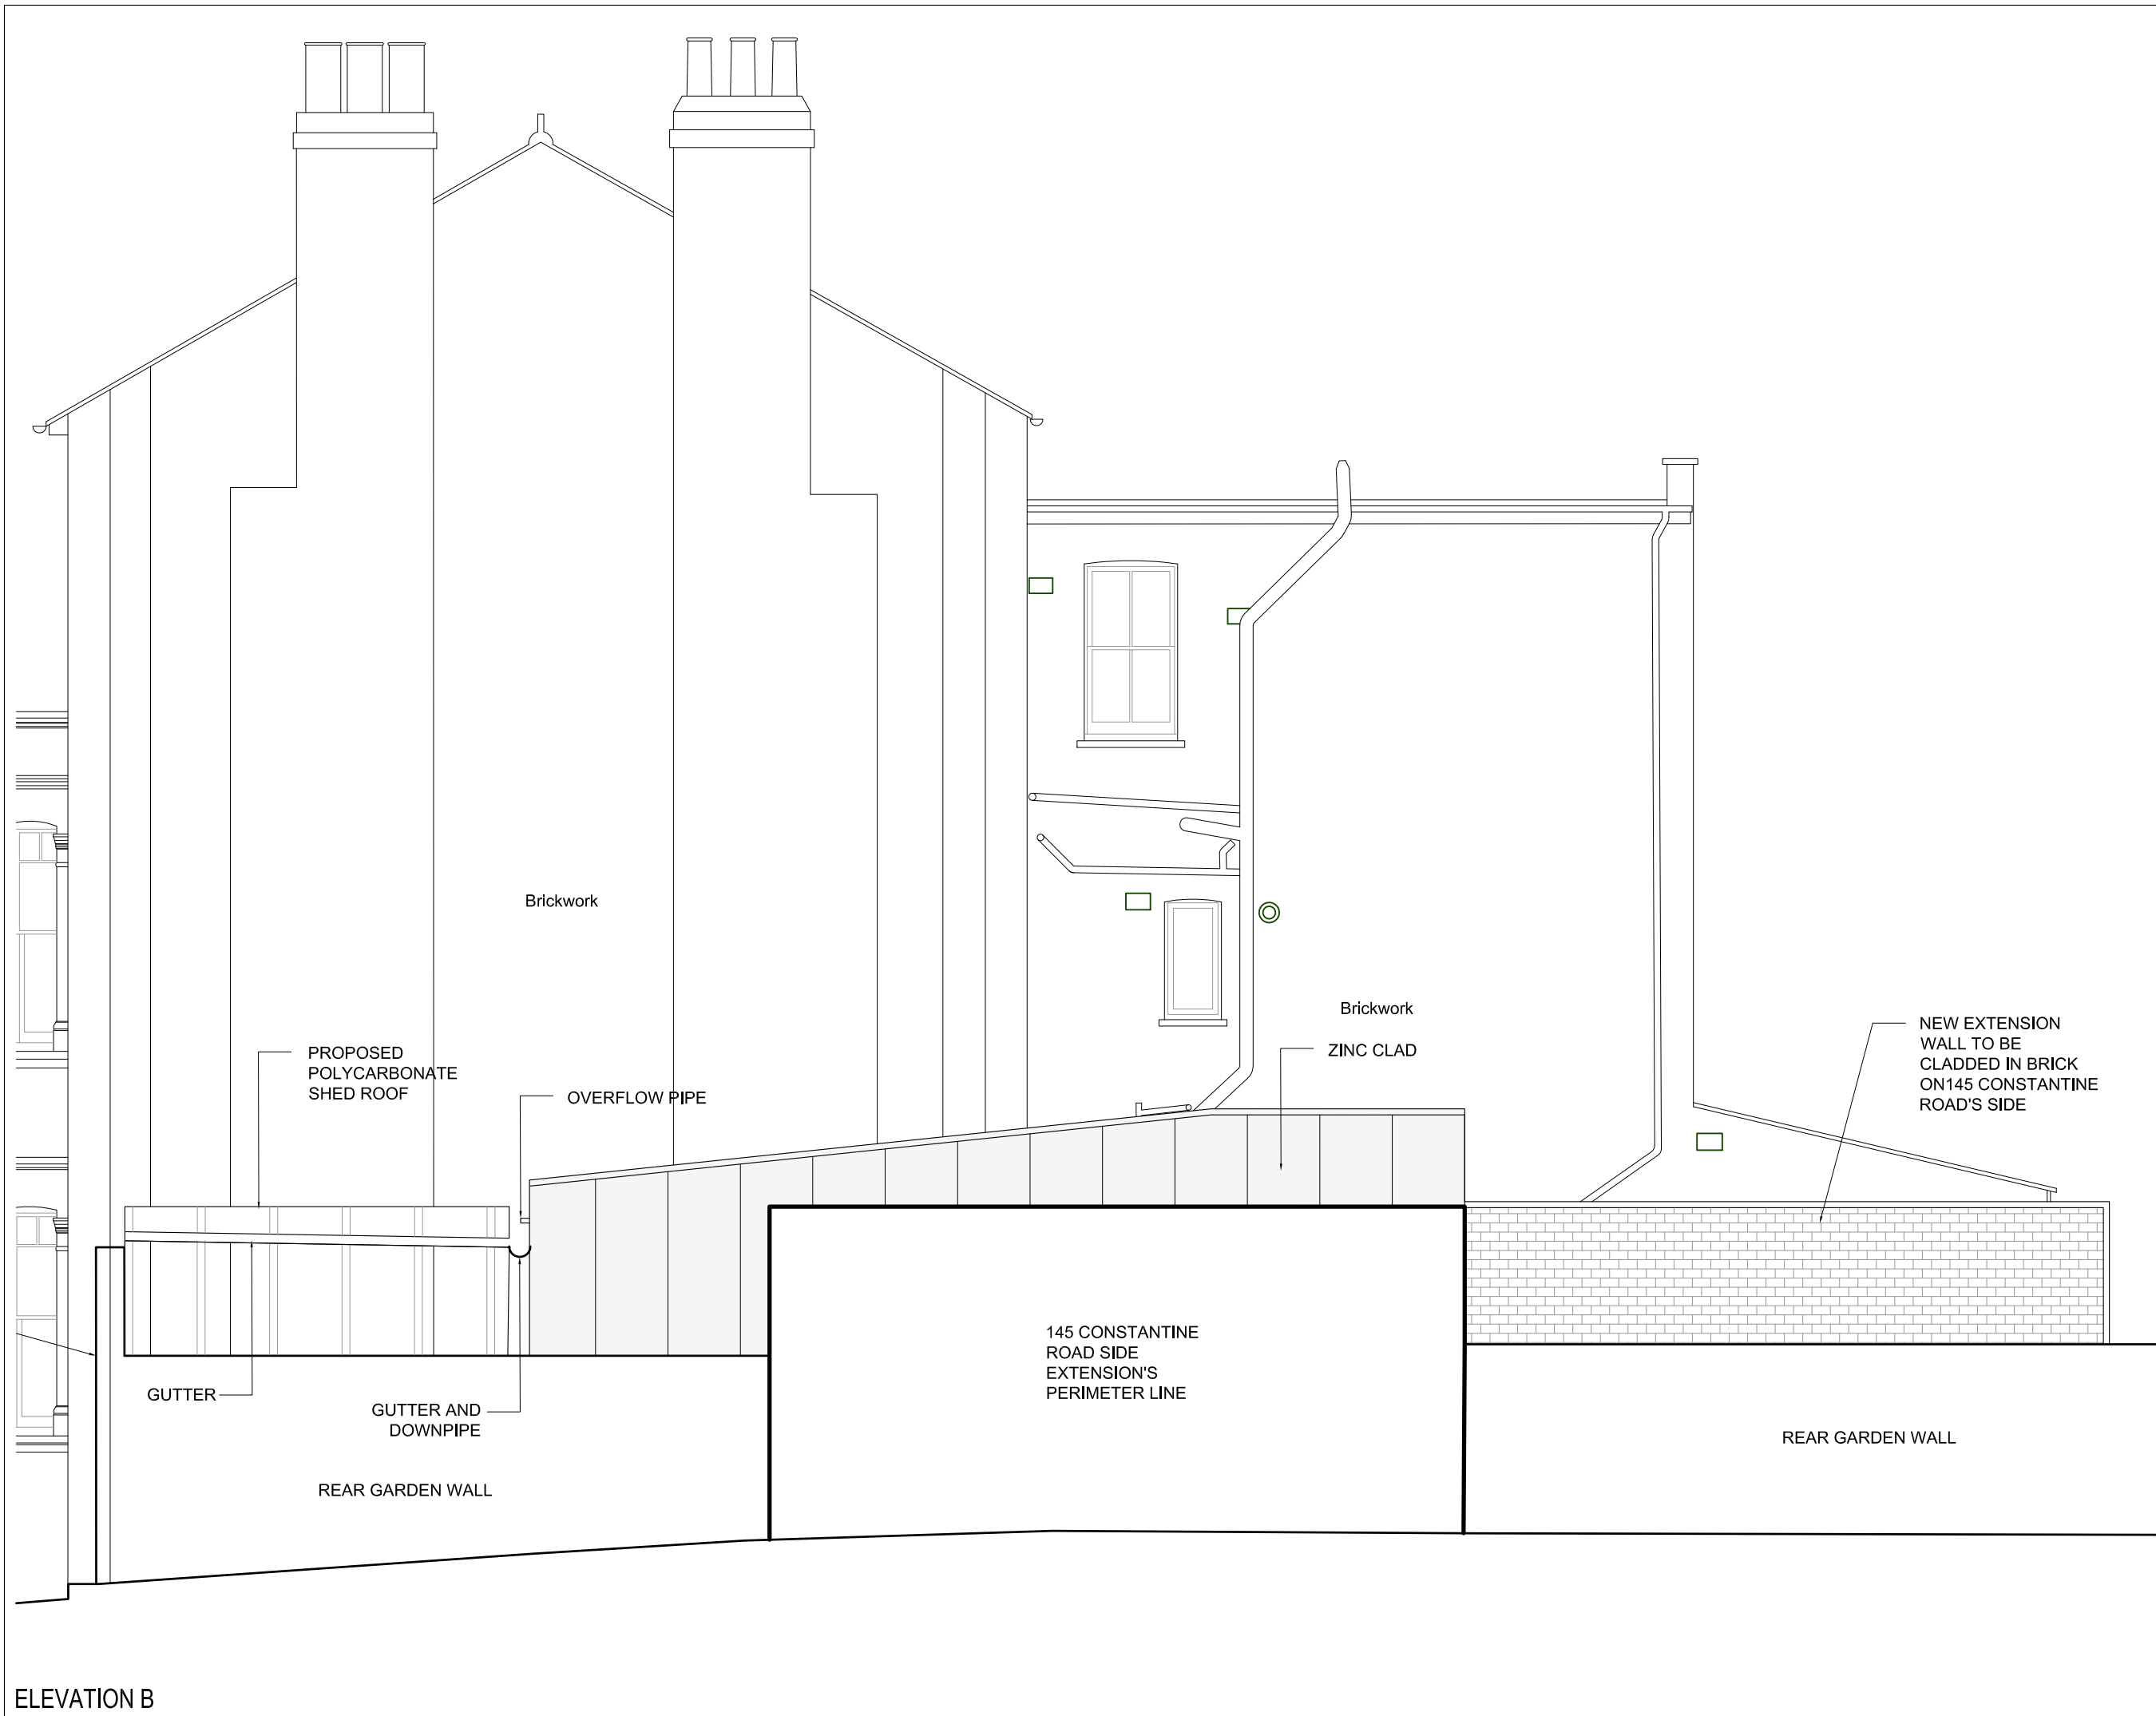 Brickwork
Brickwork
NEW EXTENSION
WALL TO BE
CLADDED IN BRICK
ON145 CONSTANTINE
ROAD'S SIDE
PROPOSED
POLYCARBONATE
SHED ROOF
ZINC CLAD
OVERFLOW PIPE
145 CONSTANTINE
ROAD SIDE
EXTENSION'S
PERIMETER LINE
GUTTER
GUTTER AND
DOWNPIPE
REAR GARDEN WALL
REAR GARDEN WALL
ELEVATION B